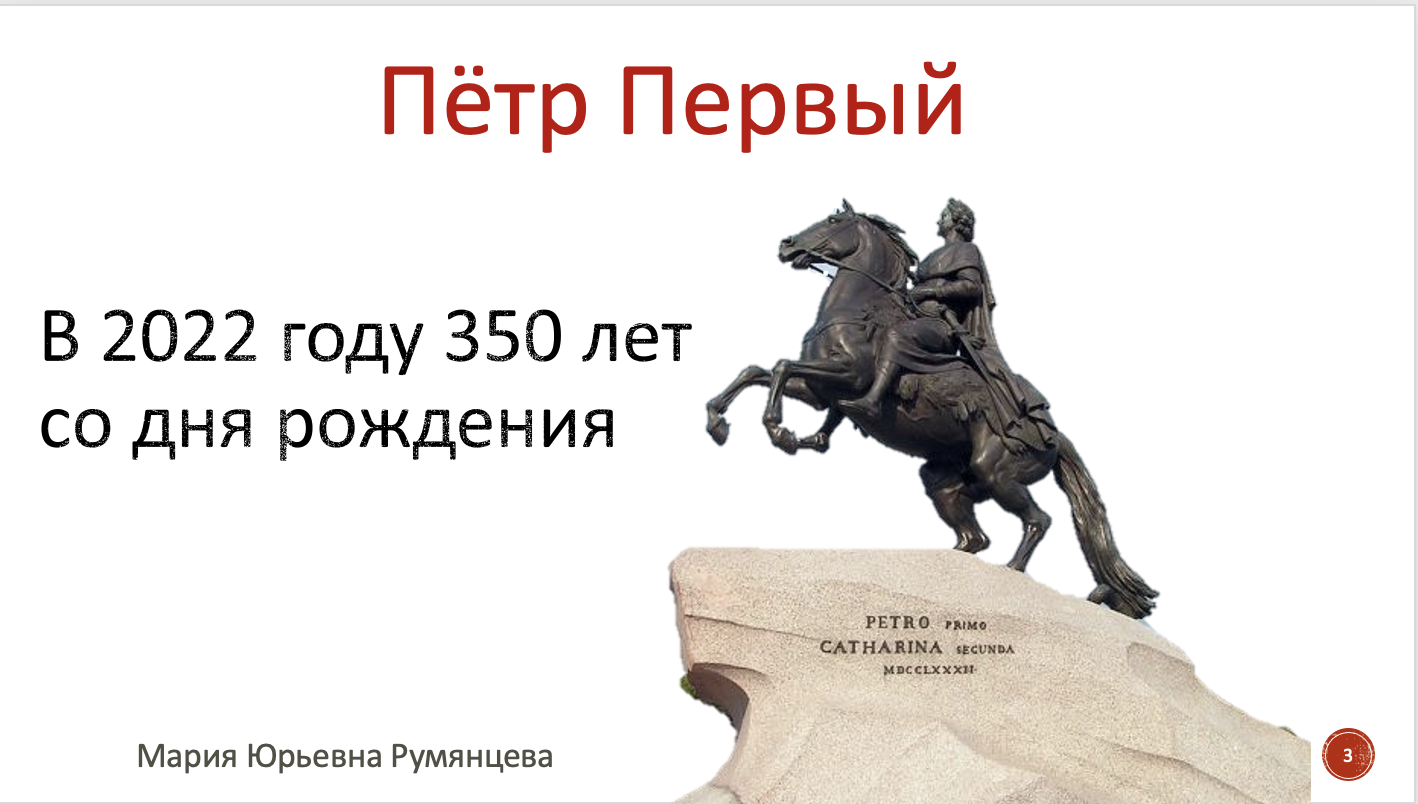 Пётр Первый
В 2022 году 350 лет
со дня рождения
PETRO PRIMO
CATHARINA SECUNDA
MDCCLXXXII
Мария Юрьевна Румянцева
3